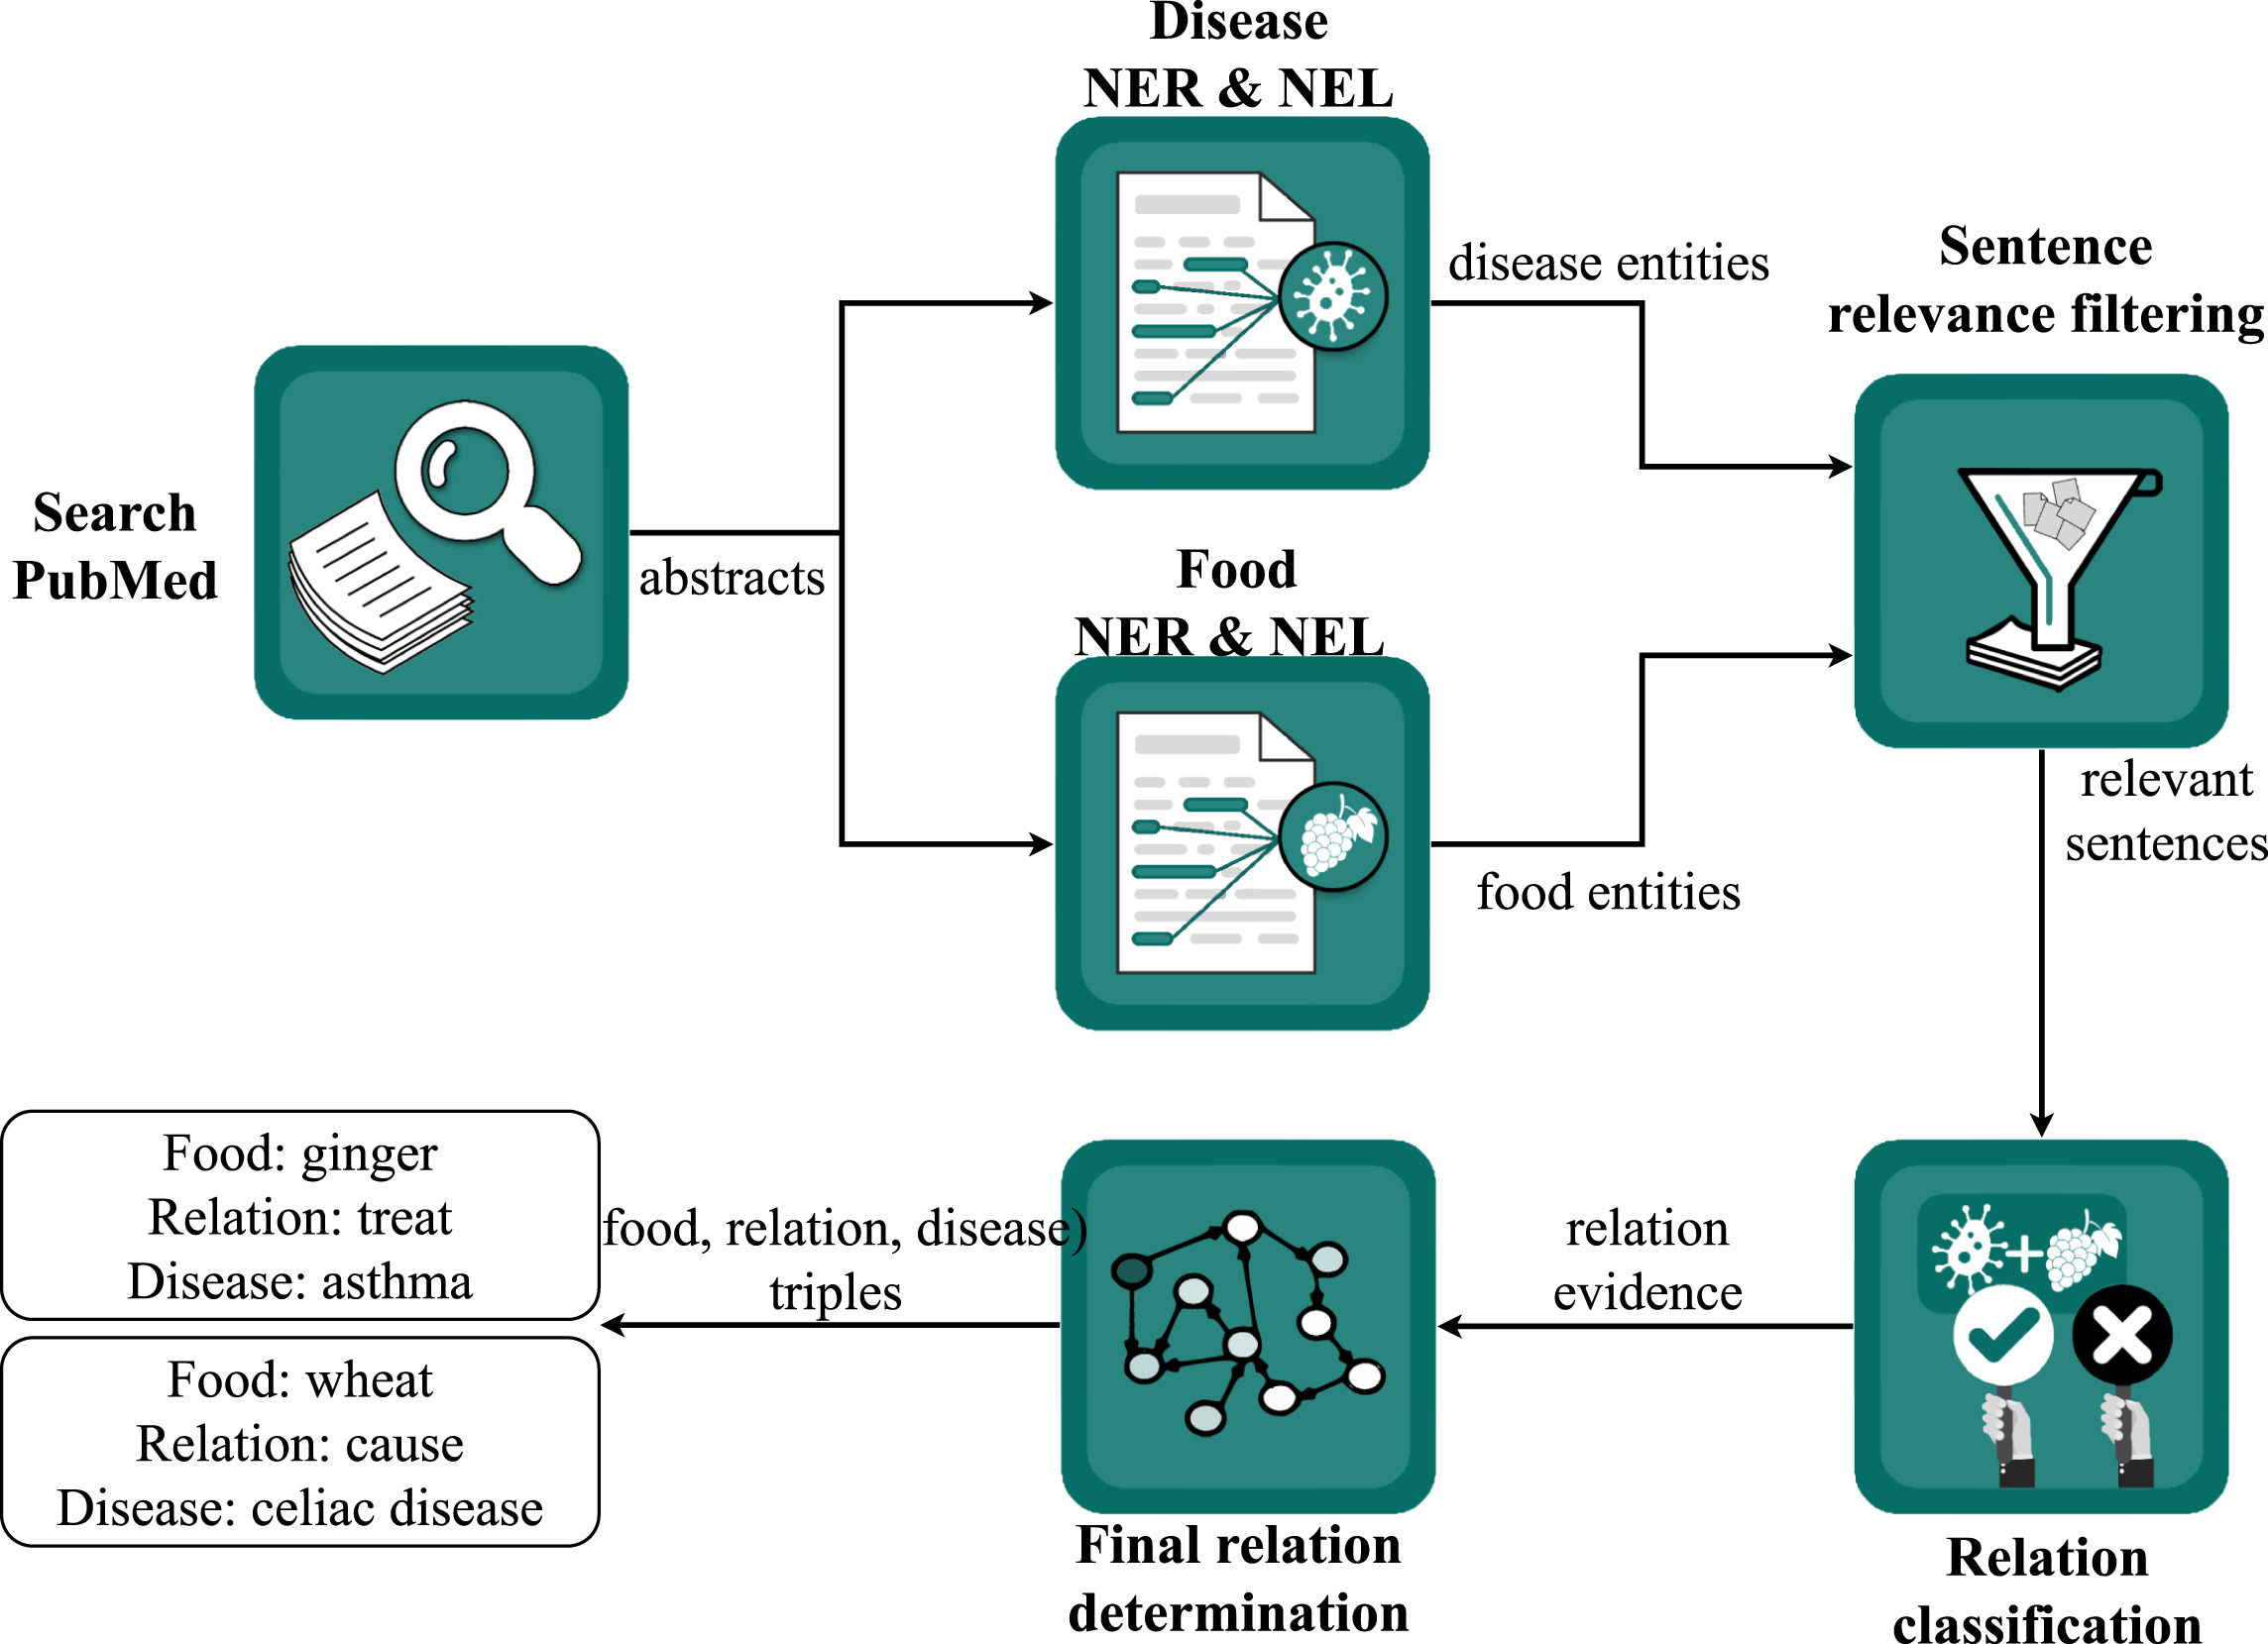 Search
PubMed
abstracts
Disease
NER & NEL
disease entities
Food
NER & NEL
food entities
Sentence
relevance filtering
relevant
sentences
Relation
classification
relation
evidence
Final relation
determination
food, relation, disease)
triples
Food: ginger
Relation: treat
Disease: asthma
Food: wheat
Relation: cause
Disease: celiac disease